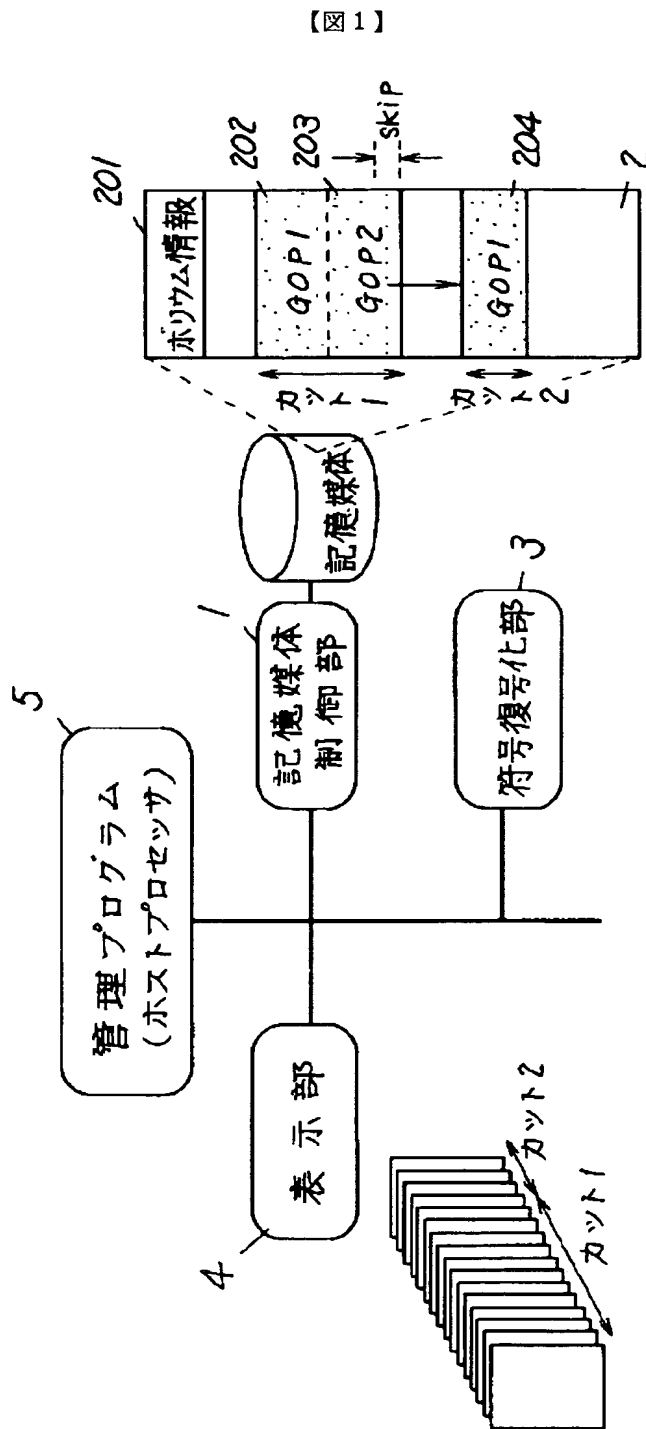 【図1】
5
管理プログラム
(ホストプロセッサ)
4
表示部
1
記憶媒体
制御部
記憶媒体
3
符号復号化部
201
ボリウム情報
202
GOP1
203
GOP2
skip
204
GOP1
2
カット1
カット2
カット1
カット2